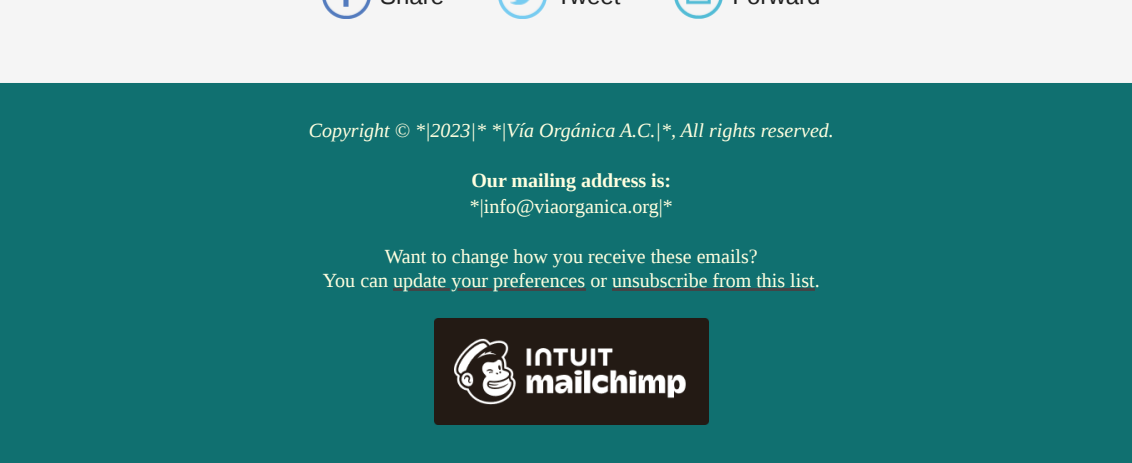 Share Tweet Forward
Copyright © *|2023|* *|Vía Orgánica A.C.|*, All rights reserved.
Our mailing address is:
*|info@viaorganica.org|*
Want to change how you receive these emails?
You can update your preferences or unsubscribe from this list.
INTUIT
mailchimp